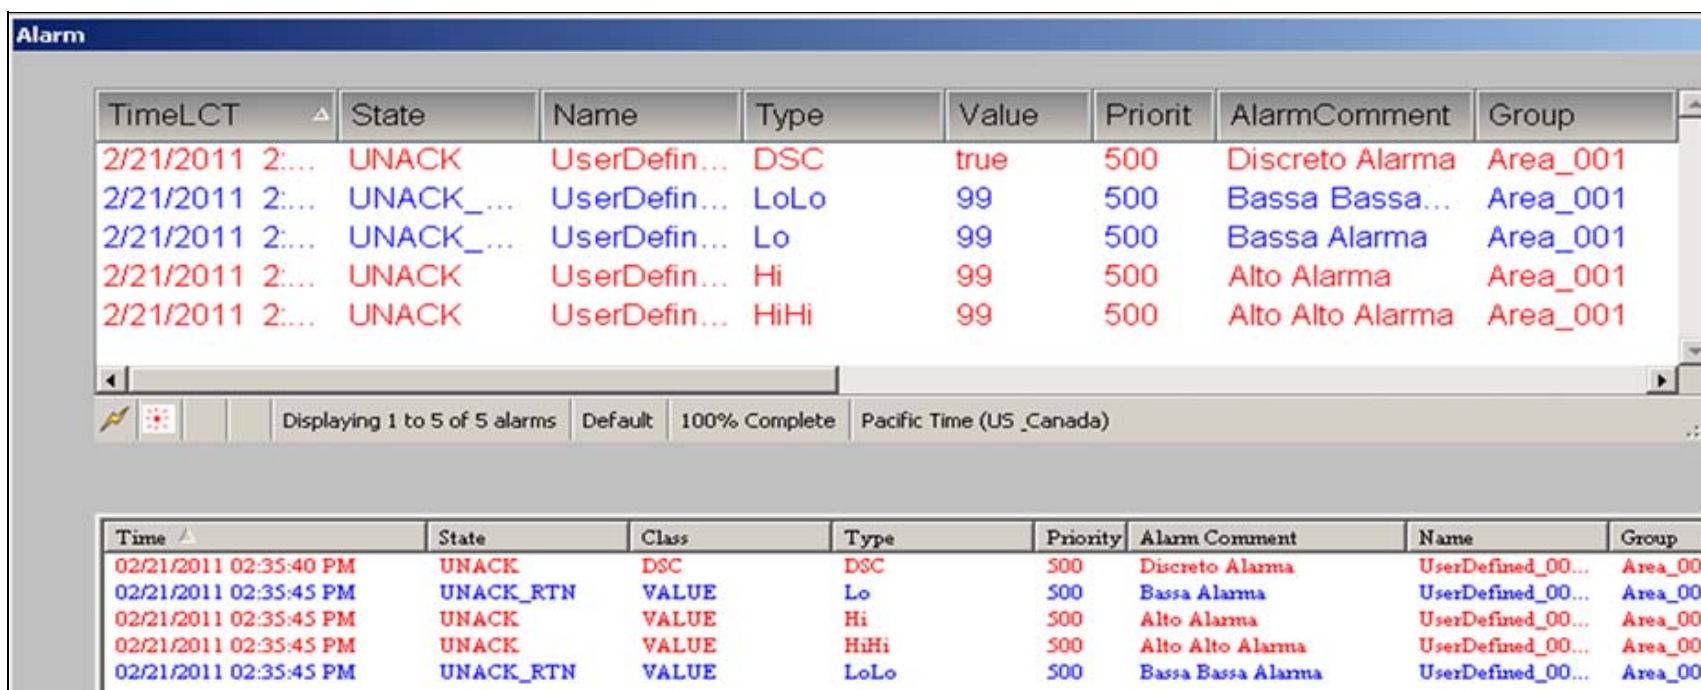 Alarm
TimeLCT State Name Type Value Priorit AlarmComment Group
2/21/2011 2:... UNACK UserDefin... DSC true 500 Discreto Alarma Area_001
2/21/2011 2:... UNACK_... UserDefin... LoLo 99 500 Bassa Bassa... Area_001
2/21/2011 2:... UNACK_... UserDefin... Lo 99 500 Bassa Alarma Area_001
2/21/2011 2:... UNACK UserDefin... Hi 99 500 Alto Alarma Area_001
2/21/2011 2:... UNACK UserDefin... HiHi 99 500 Alto Alto Alarma Area_001
Displaying 1 to 5 of 5 alarms Default 100% Complete Pacific Time (US _Canada)
Time State Class Type Priority Alarm Comment Name Group
02/21/2011 02:35:40 PM UNACK DSC DSC 500 Discreto Alarma UserDefined_00... Area_00
02/21/2011 02:35:45 PM UNACK_RTN VALUE Lo 500 Bassa Alarma UserDefined_00... Area_00
02/21/2011 02:35:45 PM UNACK VALUE Hi 500 Alto Alarma UserDefined_00... Area_00
02/21/2011 02:35:45 PM UNACK VALUE HiHi 500 Alto Alto Alarma UserDefined_00... Area_00
02/21/2011 02:35:45 PM UNACK_RTN VALUE LoLo 500 Bassa Bassa Alarma UserDefined_00... Area_00